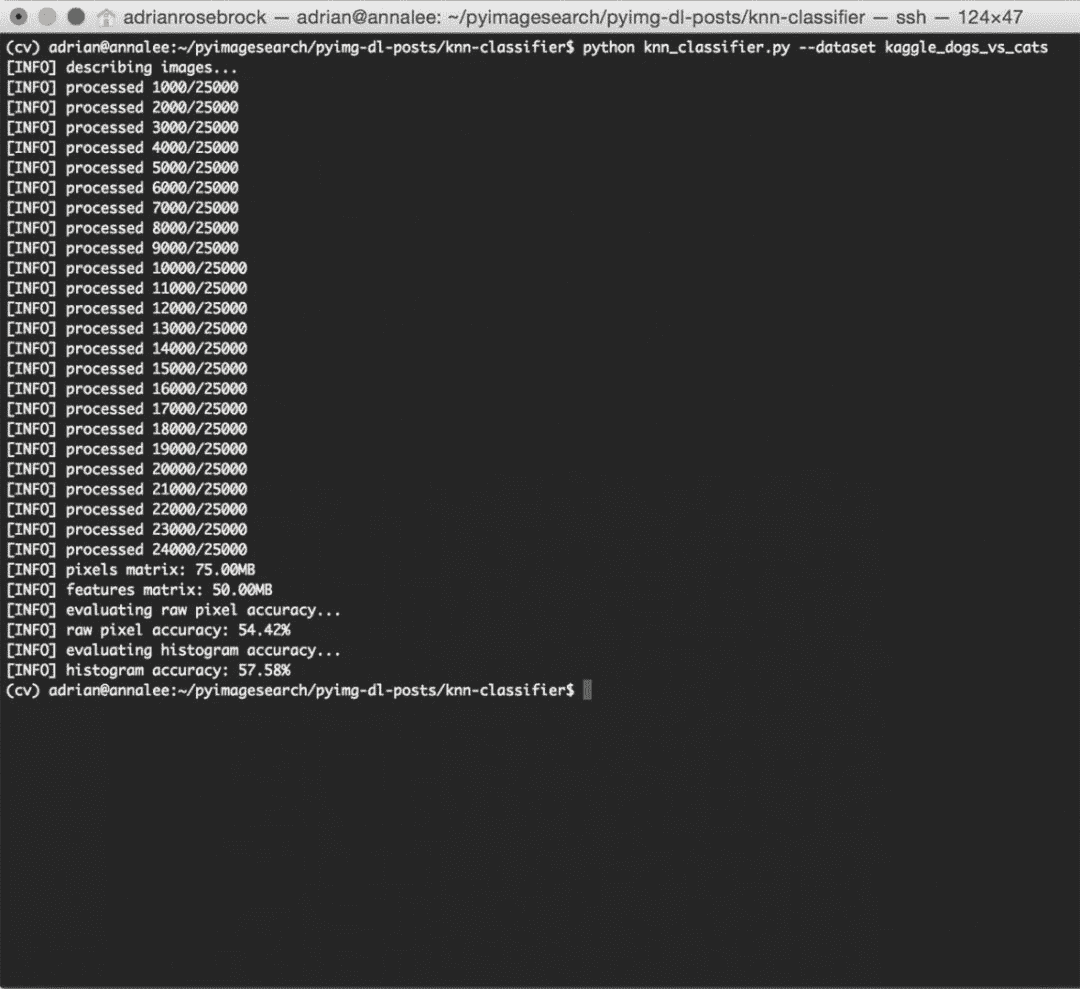 adrianrosebrock — adrian@annalee: ~/pyimagesearch/pyimg-dl-posts/knn-classifier — ssh — 124×47
(cv) adrian@annalee:~/pyimagesearch/pyimg-dl-posts/knn-classifier$ python knn_classifier.py --dataset kaggle_dogs_vs_cats
[INFO] describing images...
[INFO] processed 1000/25000
[INFO] processed 2000/25000
[INFO] processed 3000/25000
[INFO] processed 4000/25000
[INFO] processed 5000/25000
[INFO] processed 6000/25000
[INFO] processed 7000/25000
[INFO] processed 8000/25000
[INFO] processed 9000/25000
[INFO] processed 10000/25000
[INFO] processed 11000/25000
[INFO] processed 12000/25000
[INFO] processed 13000/25000
[INFO] processed 14000/25000
[INFO] processed 15000/25000
[INFO] processed 16000/25000
[INFO] processed 17000/25000
[INFO] processed 18000/25000
[INFO] processed 19000/25000
[INFO] processed 20000/25000
[INFO] processed 21000/25000
[INFO] processed 22000/25000
[INFO] processed 23000/25000
[INFO] processed 24000/25000
[INFO] pixels matrix: 75.00MB
[INFO] features matrix: 50.00MB
[INFO] evaluating raw pixel accuracy...
[INFO] raw pixel accuracy: 54.42%
[INFO] evaluating histogram accuracy...
[INFO] histogram accuracy: 57.58%
(cv) adrian@annalee:~/pyimagesearch/pyimg-dl-posts/knn-classifier$